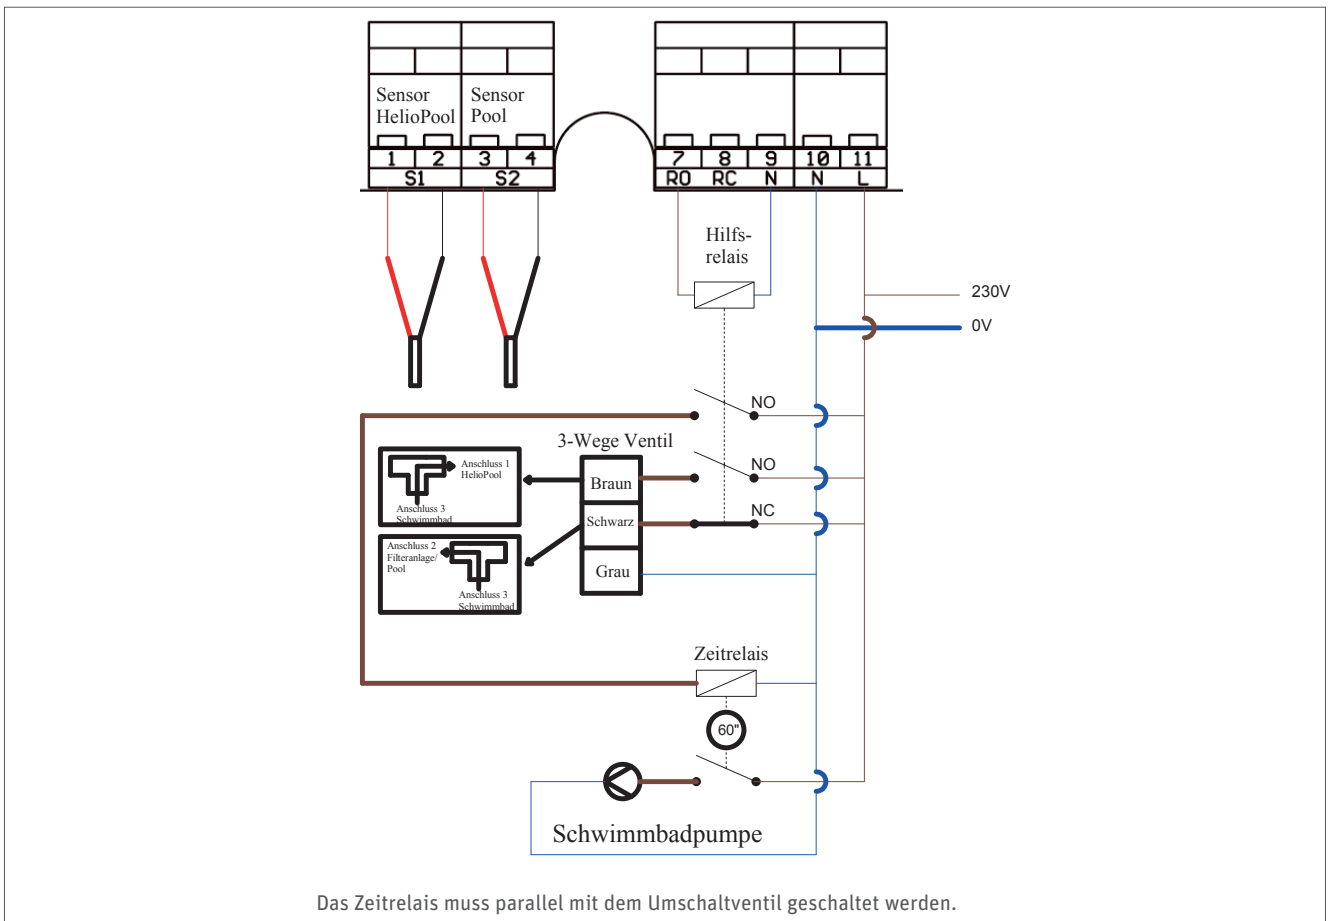 Sensor
HelioPool
Sensor
Pool
1 2 3 4
S1 S2
7 8 9 10 11
RO RC N N L
Hilfs-
relais
230V
0V
NO
3-Wege Ventil
NO
Braun
Anschluss 1
HelioPool
Anschluss 3
Schwimmbad
NC
Schwarz
Anschluss 2
Filteranlage/
Pool
Grau
Anschluss 3
Schwimmbad
Zeitrelais
60"
Schwimmbadpumpe
Das Zeitrelais muss parallel mit dem Umschaltventil geschaltet werden.